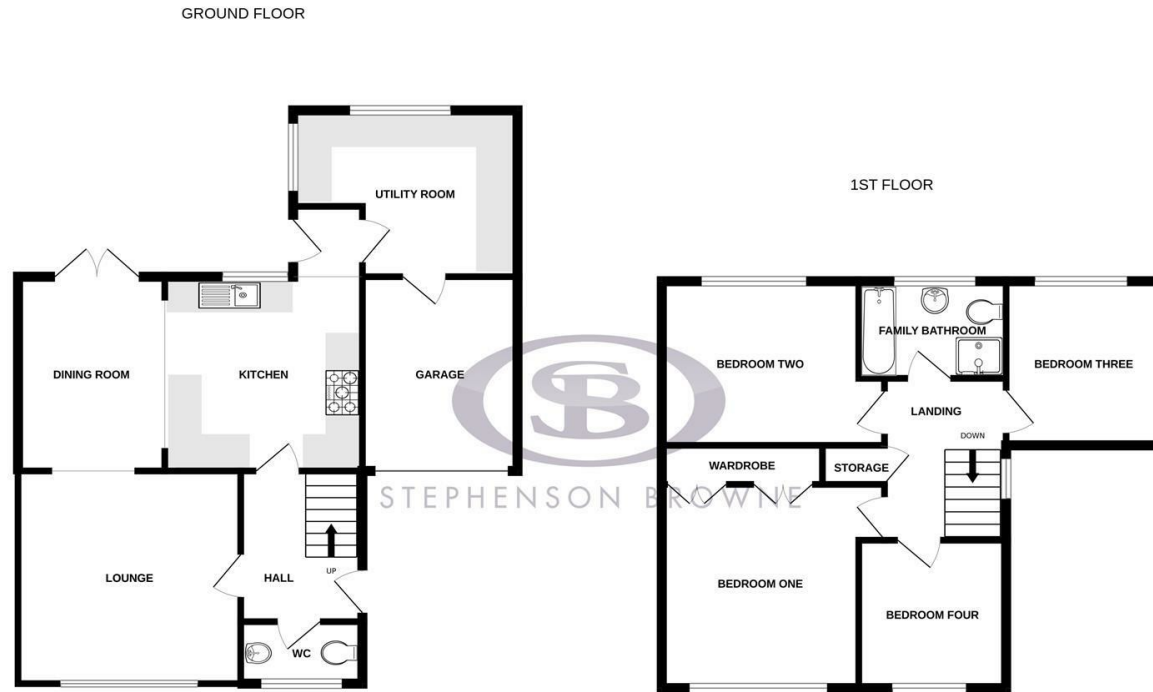 GROUND FLOOR
UTILITY ROOM
DINING ROOM
KITCHEN
GARAGE
LOUNGE
HALL
UP
WC
1ST FLOOR
FAMILY BATHROOM
BEDROOM TWO
BEDROOM THREE
LANDING
DOWN
WARDROBE
STORAGE
BEDROOM ONE
BEDROOM FOUR
SB
STEPHENSON BROWNE